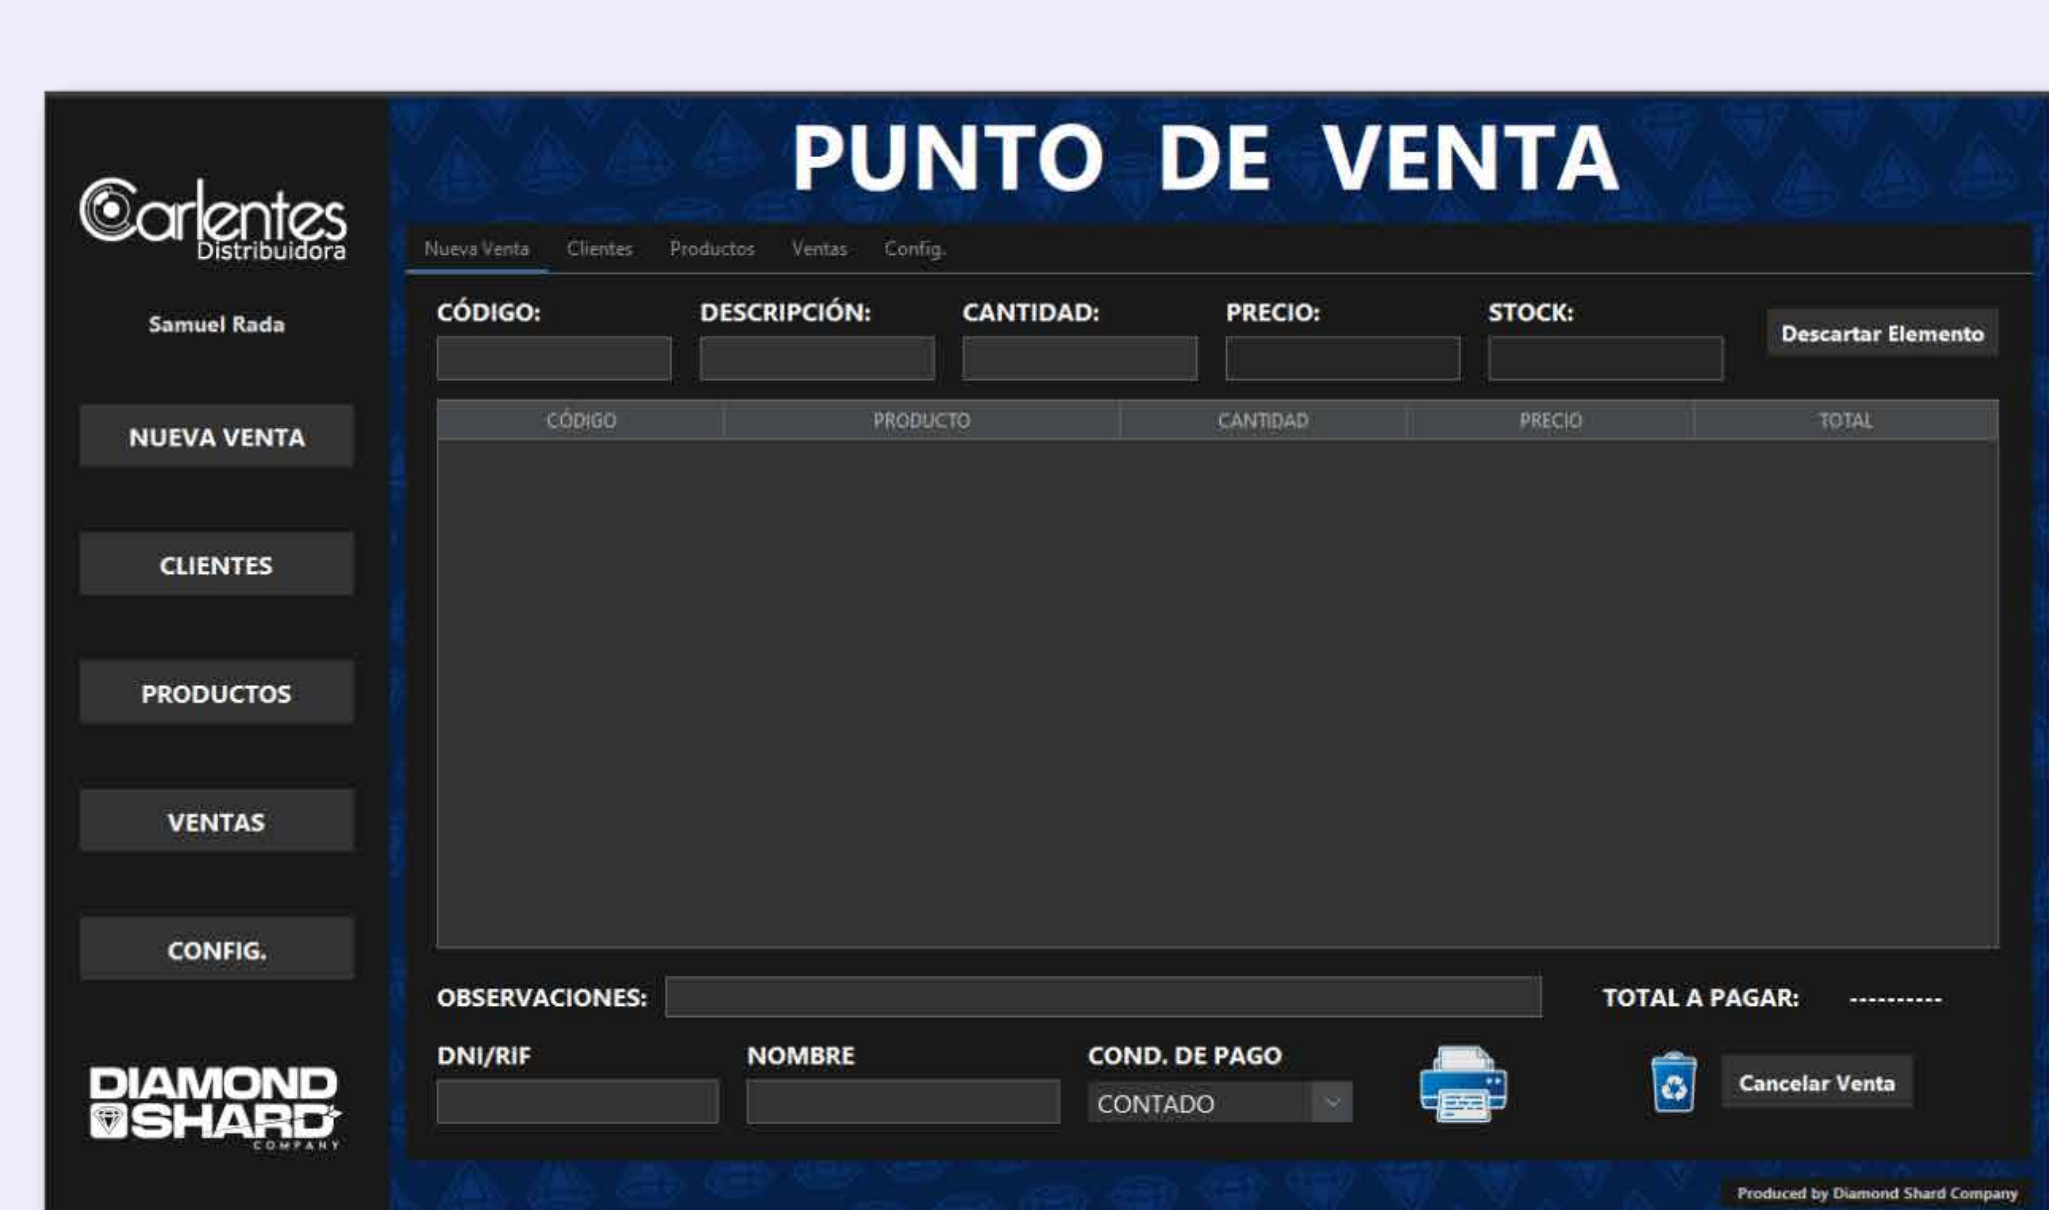 PUNTO DE VENTA
Carlentes
Distribuidora
Samuel Rada
NUEVA VENTA
CLIENTES
PRODUCTOS
VENTAS
CONFIG.
DIAMOND
SHARD
COMPANY
Nueva Venta Clientes Productos Ventas Config.
CÓDIGO: DESCRIPCIÓN: CANTIDAD: PRECIO: STOCK:
Descartar Elemento
CÓDIGO PRODUCTO CANTIDAD PRECIO TOTAL
OBSERVACIONES: TOTAL A PAGAR: ----------
DNI/RIF NOMBRE COND. DE PAGO
CONTADO
Cancelar Venta
Produced by Diamond Shard Company